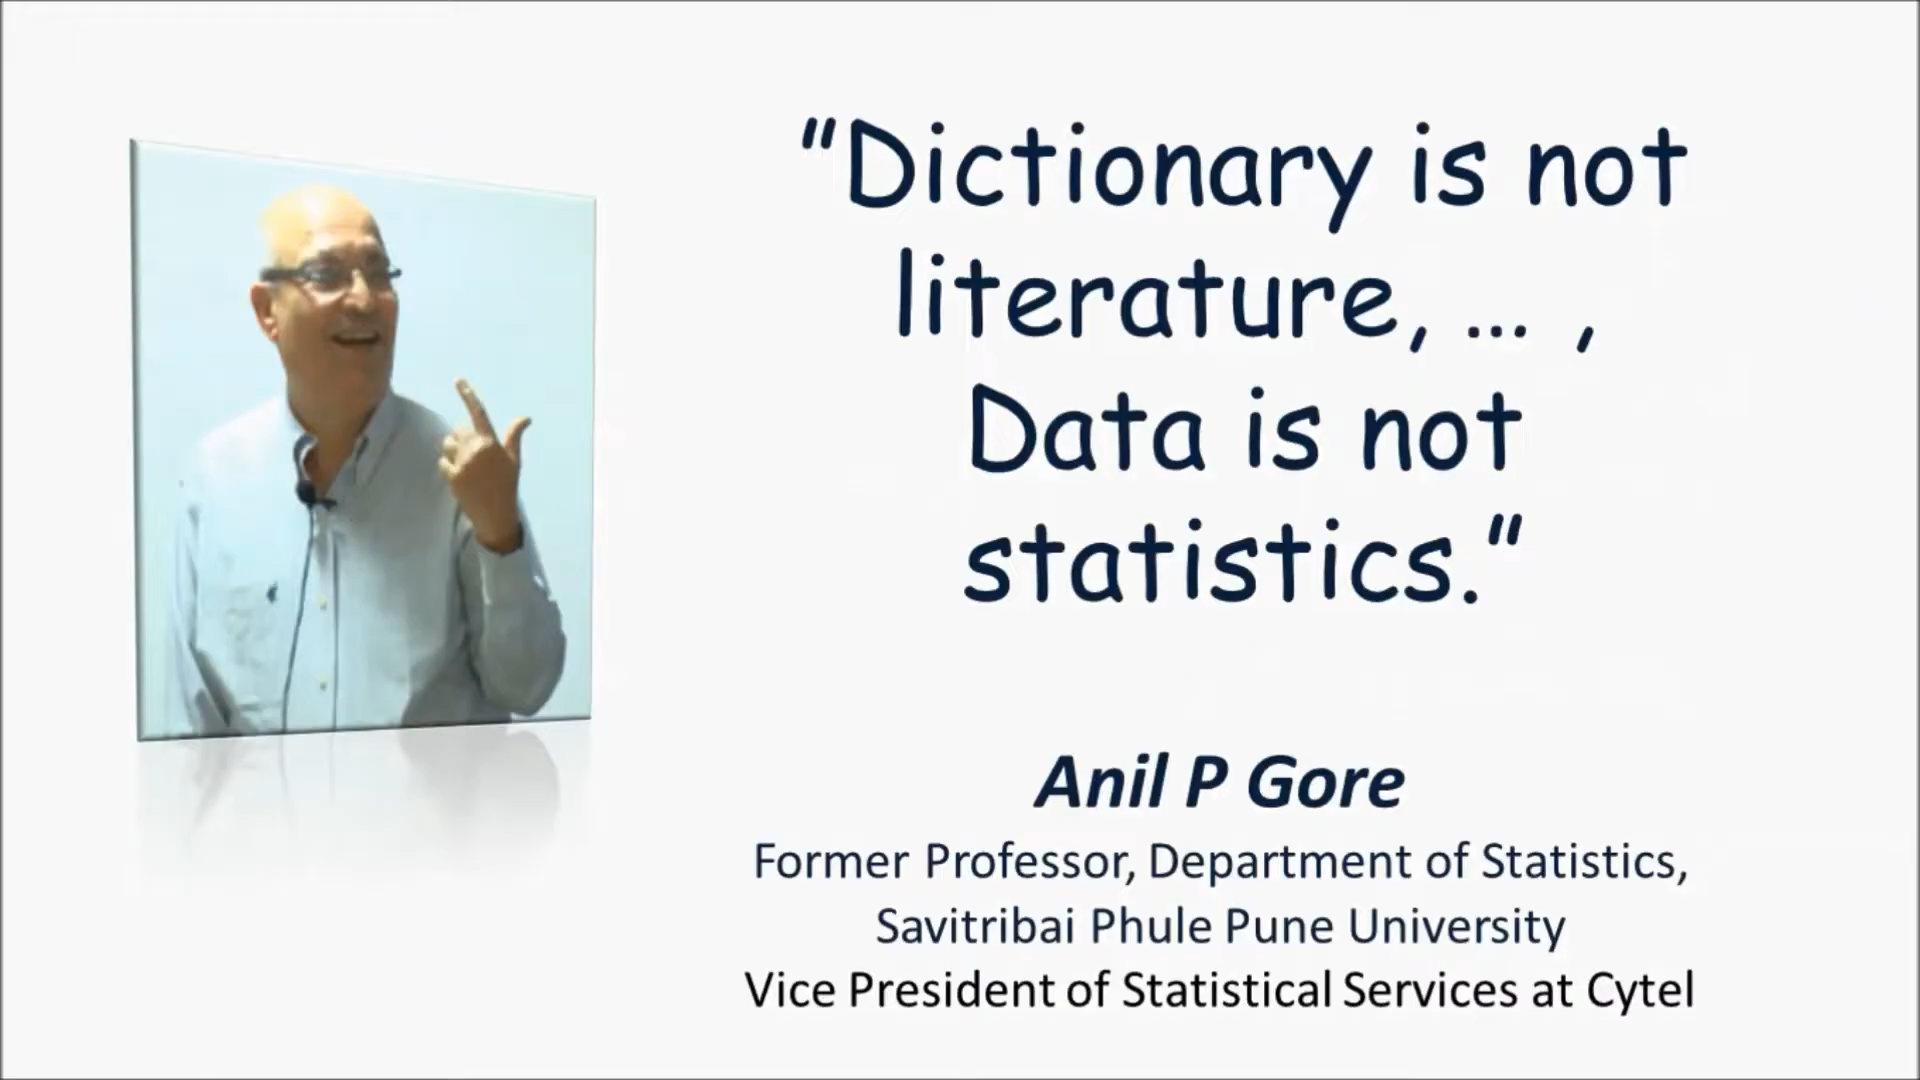 "Dictionary is not
literature, … ,
Data is not
statistics."
Anil P Gore
Former Professor, Department of Statistics,
Savitribai Phule Pune University
Vice President of Statistical Services at Cytel